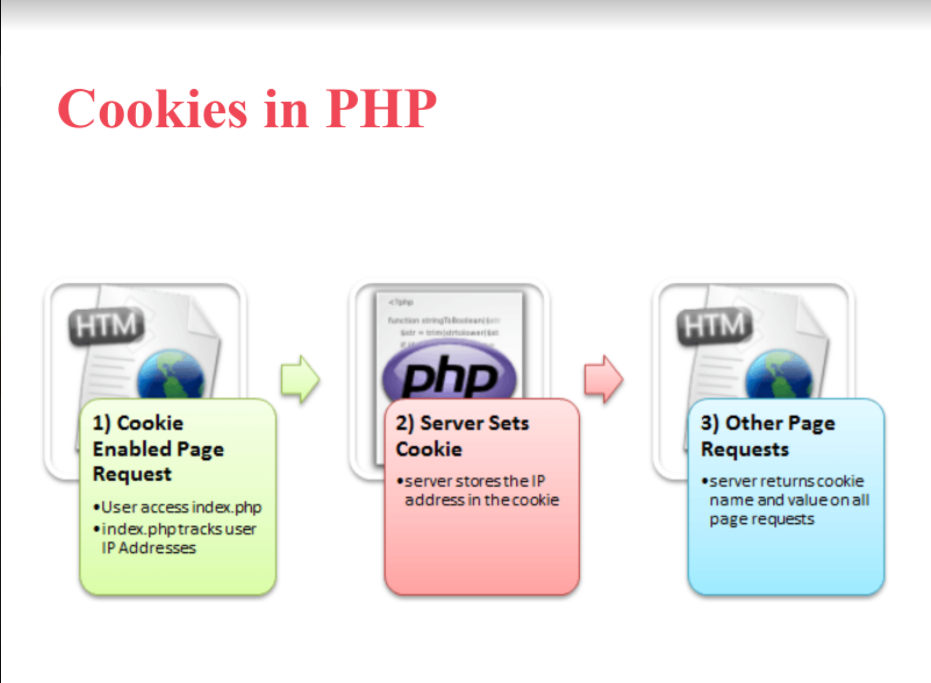 Cookies in PHP
HTM
<?php
function stringToBoolean($str
$str = trim(strtolower($st
php
HTM
1) Cookie
Enabled Page
Request
•User access index.php
•index.php tracks user
IP Addresses
2) Server Sets
Cookie
•server stores the IP
address in the cookie
3) Other Page
Requests
•server returns cookie
name and value on all
page requests